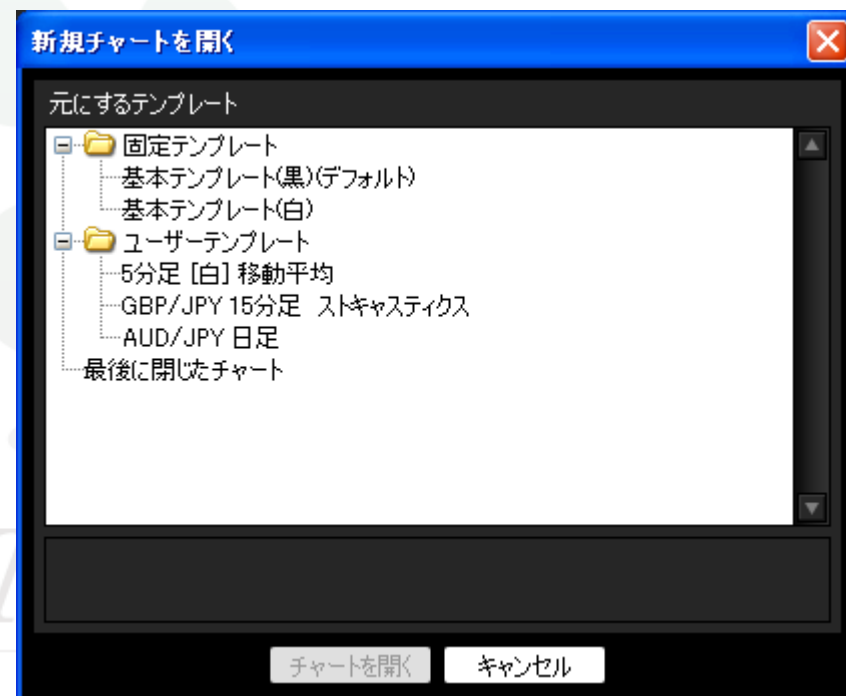 新規チャートを開く
元にするテンプレート
固定テンプレート
基本テンプレート(黒)(デフォルト)
基本テンプレート(白)
ユーザーテンプレート
5分足 [白] 移動平均
GBP/JPY 15分足 ストキャスティクス
AUD/JPY 日足
最後に閉じたチャート
チャートを開く キャンセル